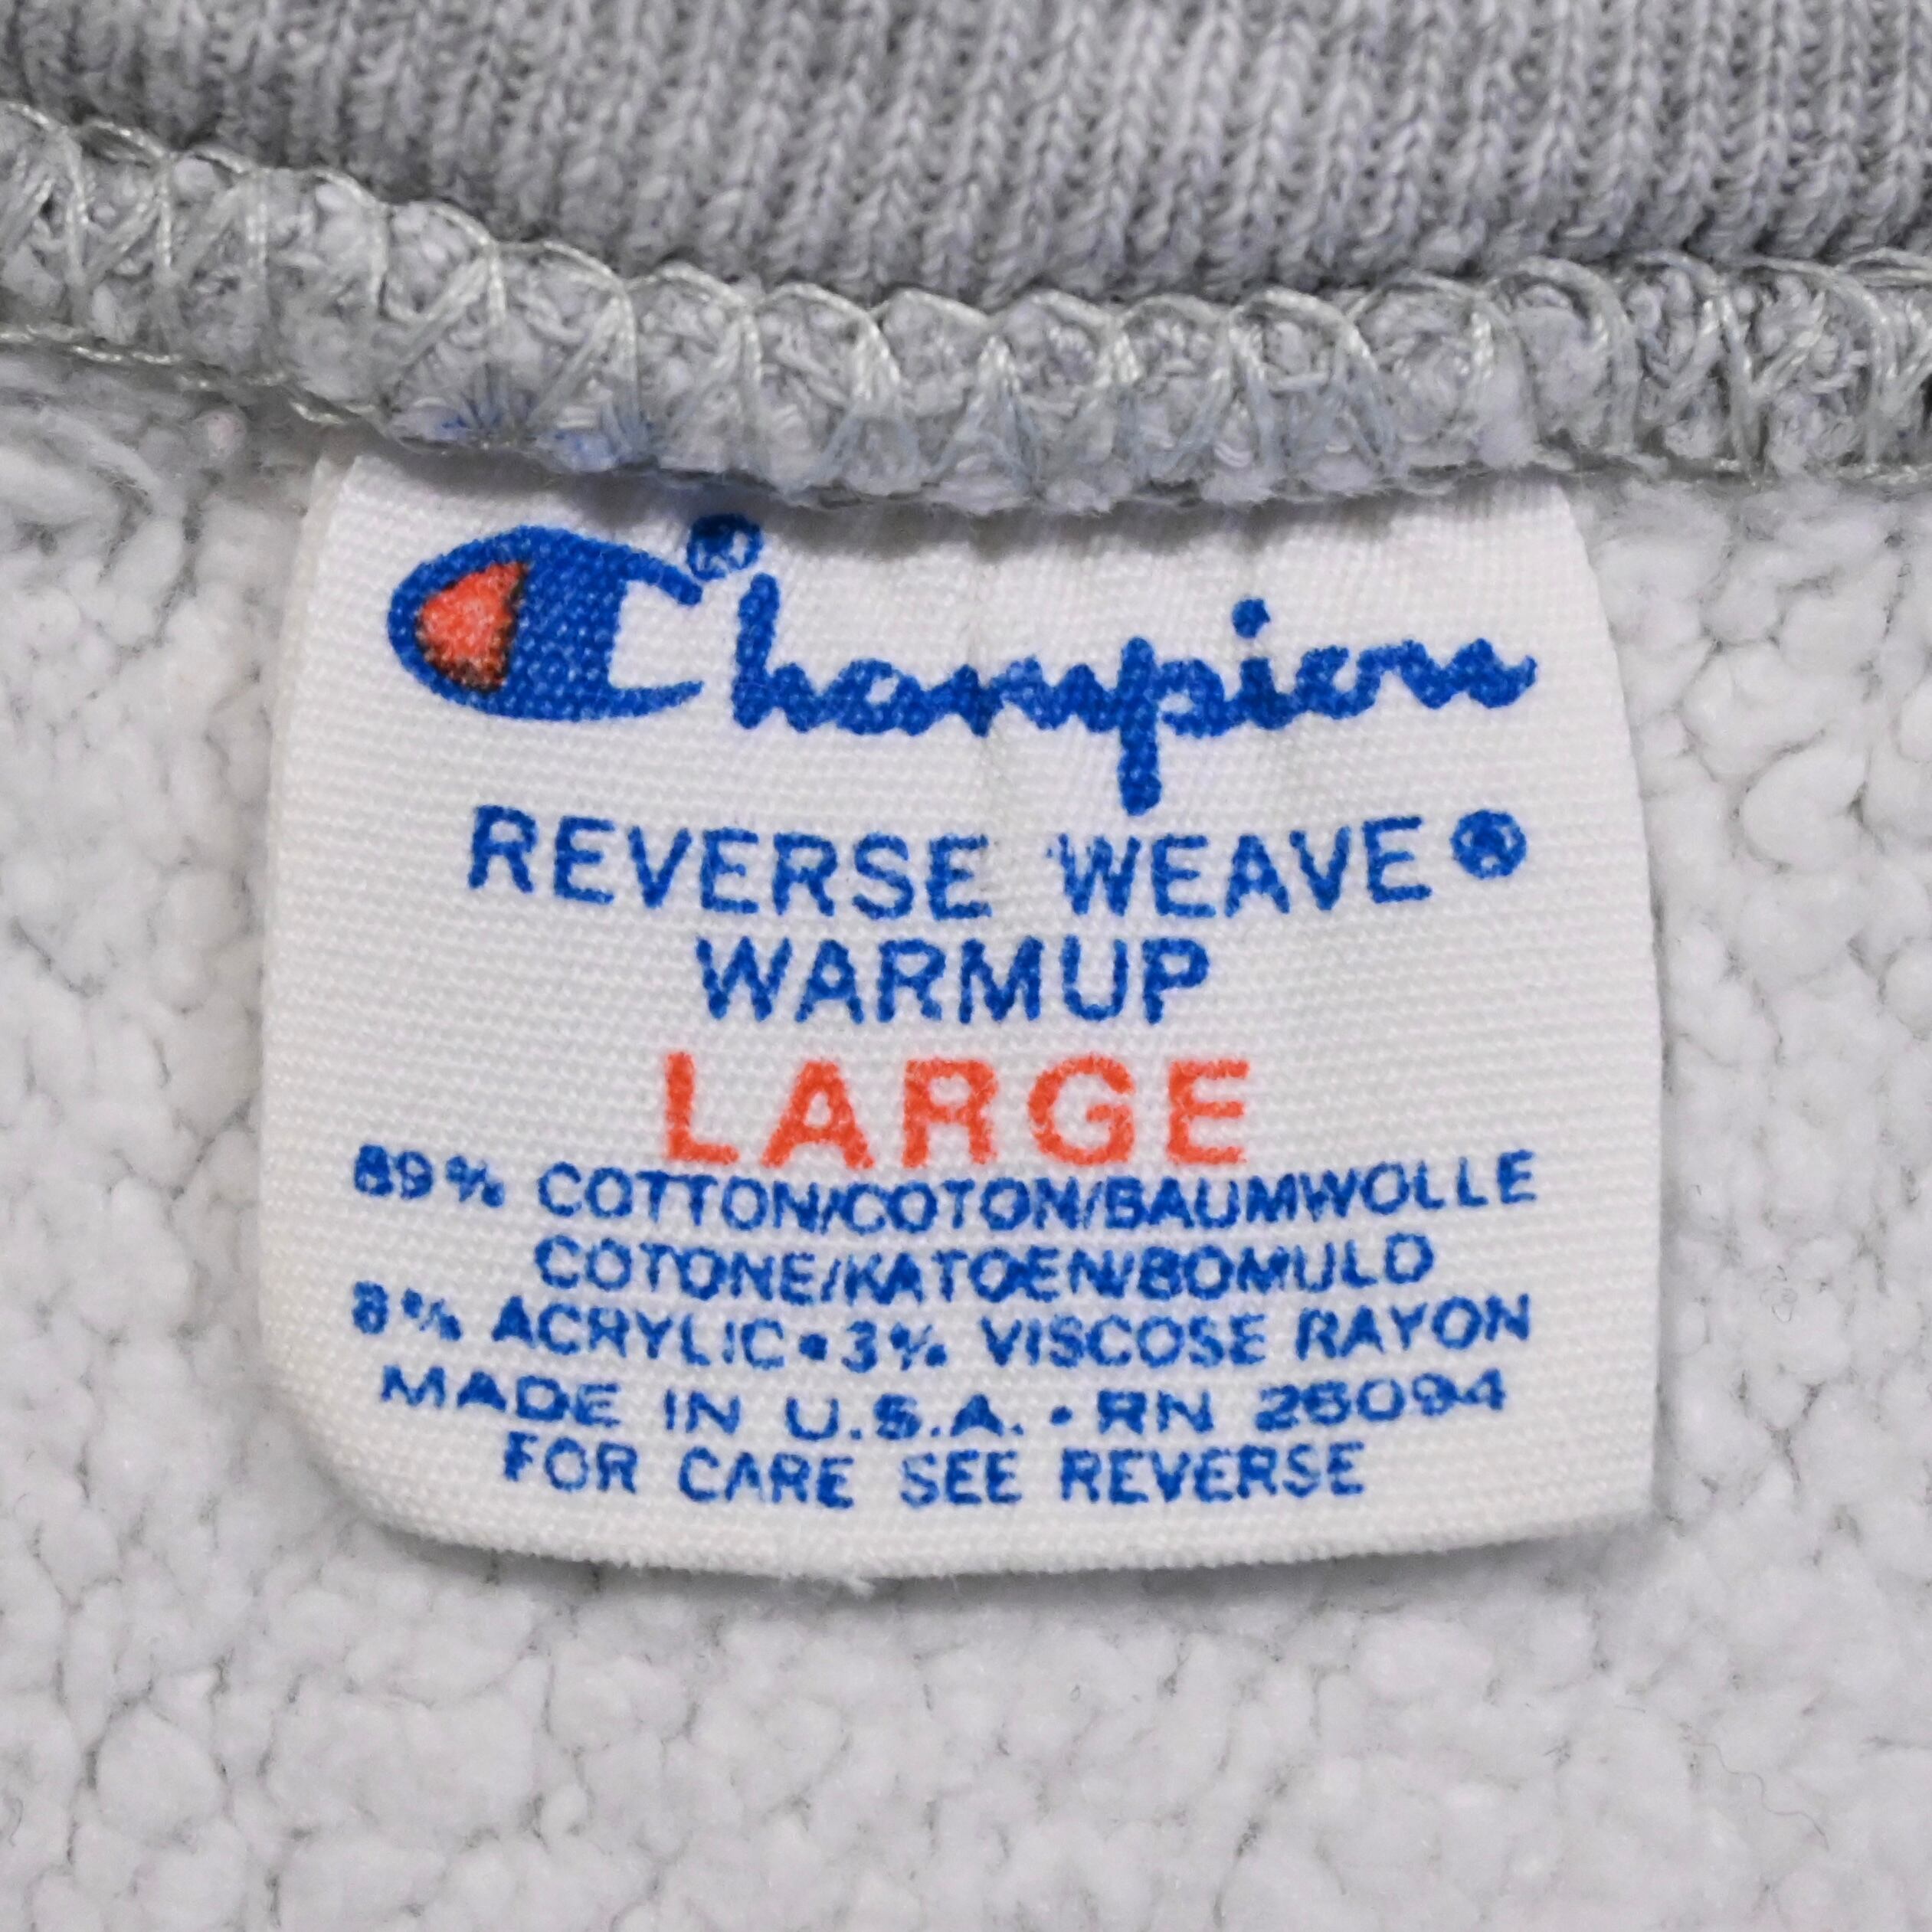 Champion®
REVERSE WEAVE®
WARMUP
LARGE
89% COTTON/COTON/BAUMWOLLE
COTONE/KATOEN/BOMULD
8% ACRYLIC•3% VISCOSE RAYON
MADE IN U.S.A. • RN 26094
FOR CARE SEE REVERSE